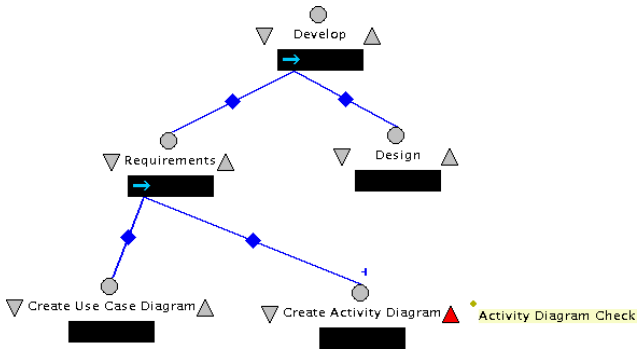 Develop
Requirements
Design
Create Use Case Diagram
Create Activity Diagram
Activity Diagram Check